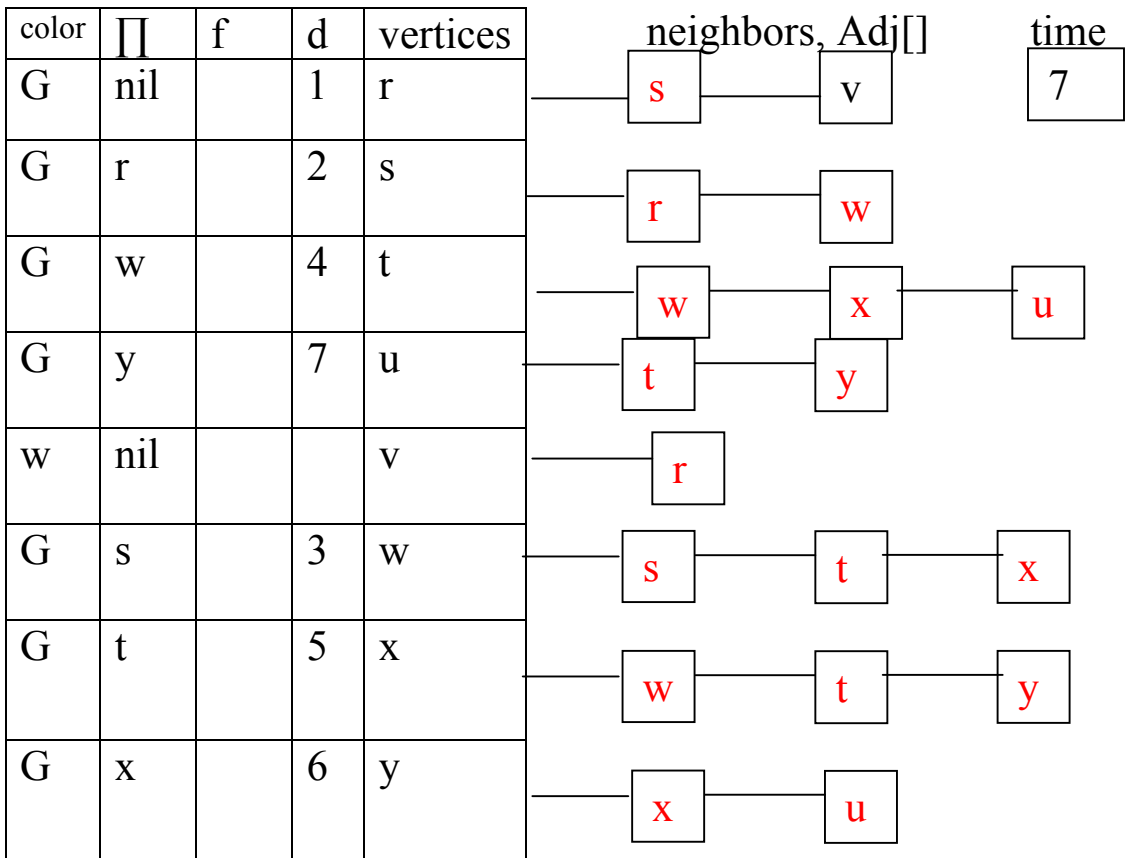 color ∏ f d vertices neighbors, Adj[] time
G nil 1 r s v 7
G r 2 s r w
G w 4 t w x u
G y 7 u t y
w nil v r
G s 3 w s t x
G t 5 x w t y
G x 6 y x u